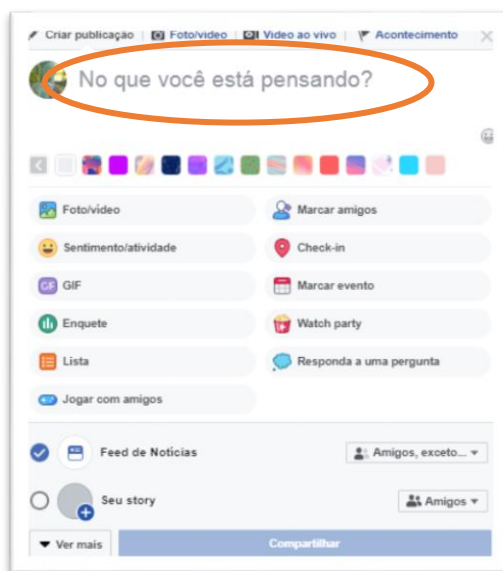 Criar publicação Foto/vídeo Vídeo ao vivo Acontecimento
No que você está pensando?
Foto/vídeo Marcar amigos
Sentimento/atividade Check-in
GIF Marcar evento
Enquete Watch party
Lista Responda a uma pergunta
Jogar com amigos
Feed de Notícias Amigos, exceto...
Seu story Amigos
Ver mais Compartilhar